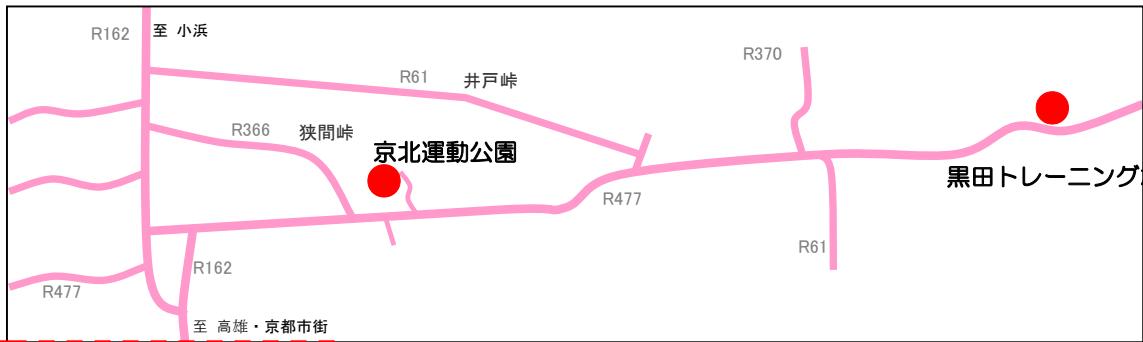 R162
至 小浜
R370
R61
井戸峠
R366
狭間峠
京北運動公園
黒田トレーニング
R477
R61
R162
R477
至 高雄・京都市街